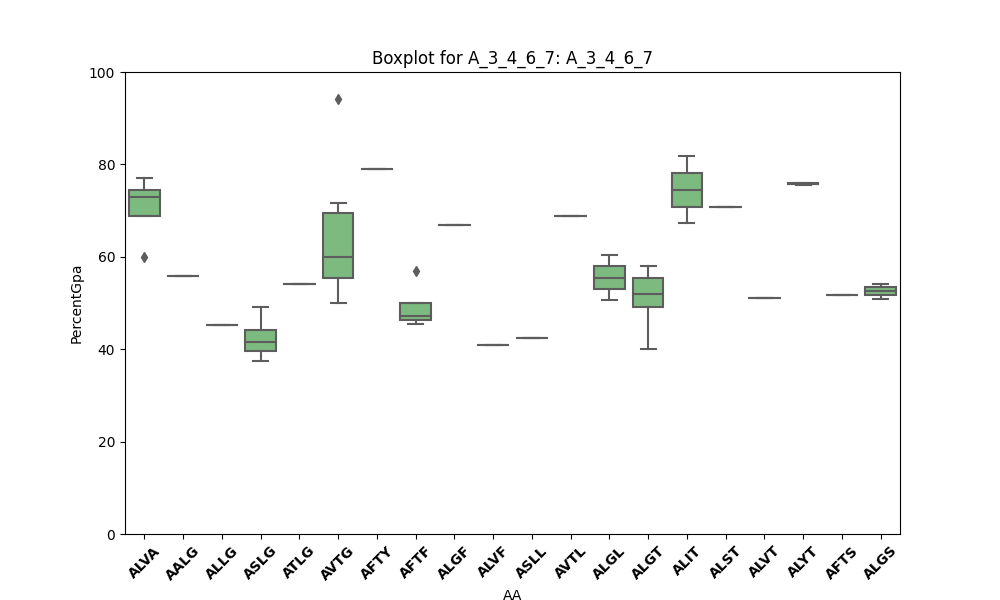 Boxplot for A_3_4_6_7: A_3_4_6_7
100
80
60
40
20
0
PercentGpa
ALVA AALG ALLG ASLG ATLG AVTG AFTY AFTF ALGF ALVF ASLL AVTL ALGL ALGT ALIT ALST ALVT ALYT AFTS ALGS
AA